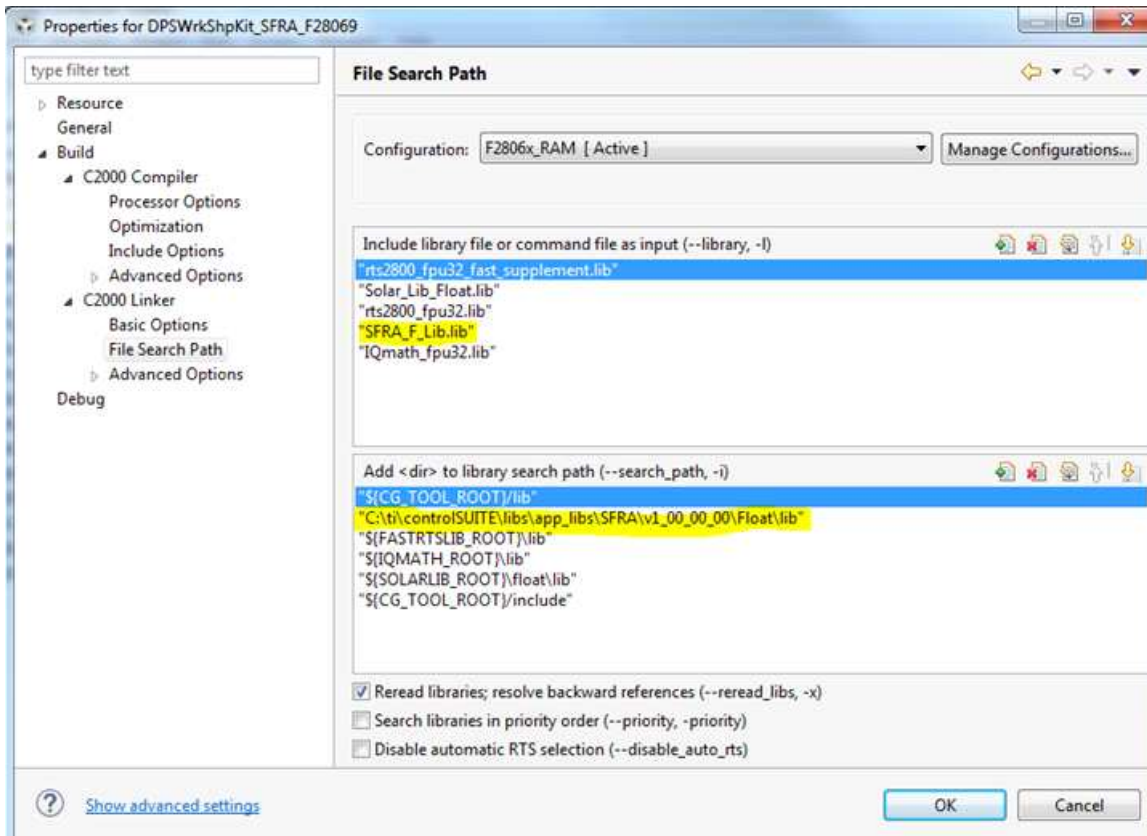 Properties for DPSWrkShpKit_SFRA_F28069
type filter text
Resource
General
Build
C2000 Compiler
Processor Options
Optimization
Include Options
Advanced Options
C2000 Linker
Basic Options
File Search Path
Advanced Options
Debug
File Search Path
Configuration: F2806x_RAM [ Active ] Manage Configurations...
Include library file or command file as input (--library, -l)
"rts2800_fpu32_fast_supplement.lib"
"Solar_Lib_Float.lib"
"rts2800_fpu32.lib"
"SFRA_F_Lib.lib"
"IQmath_fpu32.lib"
Add <dir> to library search path (--search_path, -i)
"${CG_TOOL_ROOT}/lib"
"C:\ti\controlSUITE\libs\app_libs\SFRA\v1_00_00_00\Float\lib"
"${FASTRTSLIB_ROOT}\lib"
"${IQMATH_ROOT}\lib"
"${SOLARLIB_ROOT}\float\lib"
"${CG_TOOL_ROOT}/include"
Reread libraries; resolve backward references (--reread_libs, -x)
Search libraries in priority order (--priority, -priority)
Disable automatic RTS selection (--disable_auto_rts)
Show advanced settings
OK Cancel